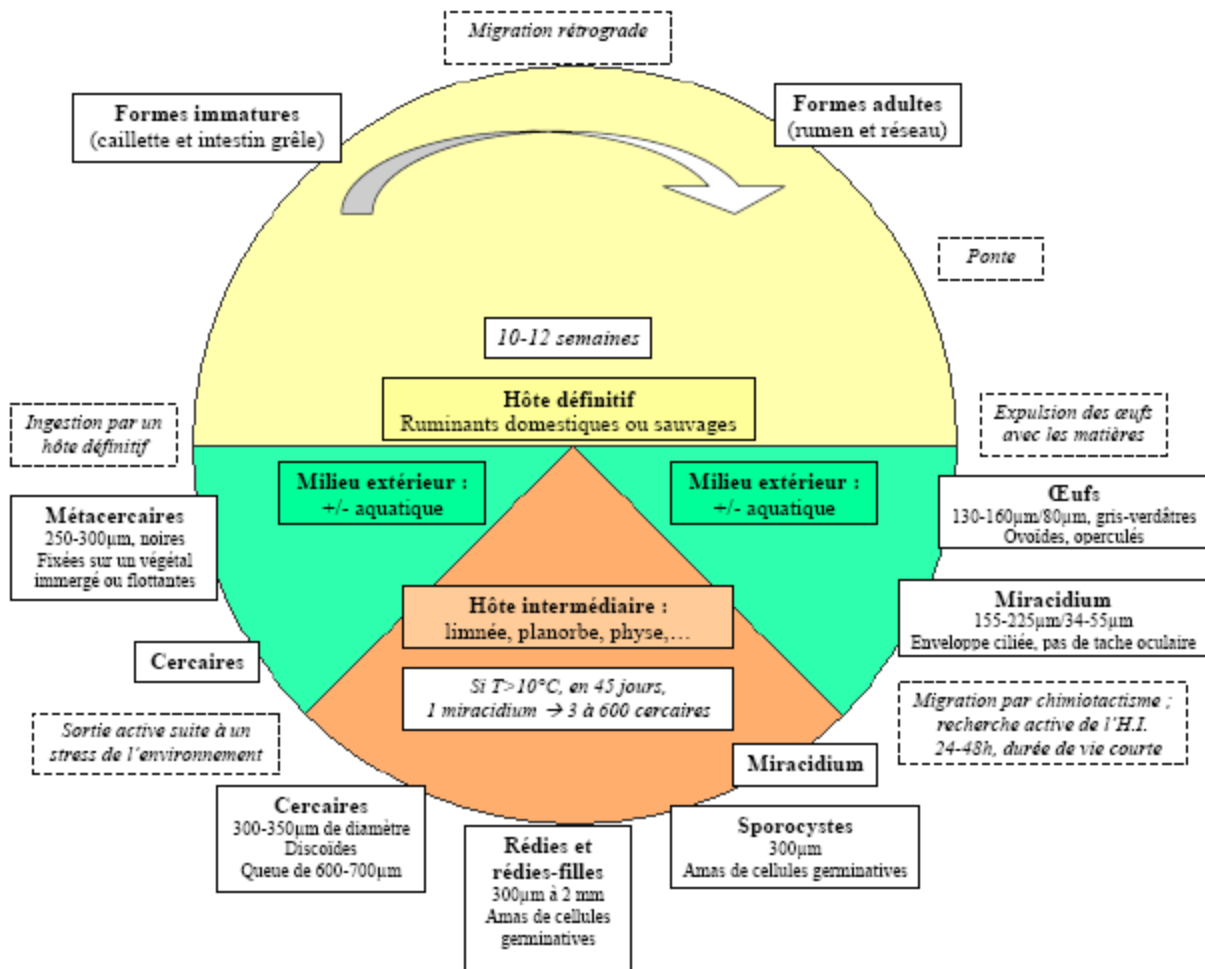 Migration rétrograde
Formes immatures
(caillette et intestin grêle)
Formes adultes
(rumen et réseau)
Ponte
10-12 semaines
Hôte définitif
Ruminants domestiques ou sauvages
Ingestion par un
hôte définitif
Expulsion des œufs
avec les matières
Milieu extérieur :
+/- aquatique
Milieu extérieur :
+/- aquatique
Métacercaires
250-300µm, noires
Fixées sur un végétal
immergé ou flottantes
Œufs
130-160µm/80µm, gris-verdâtres
Ovoïdes, operculés
Hôte intermédiaire :
limnée, planorbe, physe,…
Miracidium
155-225µm/34-55µm
Enveloppe ciliée, pas de tache oculaire
Cercaires
Si T>10°C, en 45 jours,
1 miracidium → 3 à 600 cercaires
Sortie active suite à un
stress de l'environnement
Migration par chimiotactisme ;
recherche active de l'H.I.
24-48h, durée de vie courte
Miracidium
Cercaires
300-350µm de diamètre
Discoïdes
Queue de 600-700µm
Rédies et
rédies-filles
300µm à 2 mm
Amas de cellules
germinatives
Sporocystes
300µm
Amas de cellules germinatives